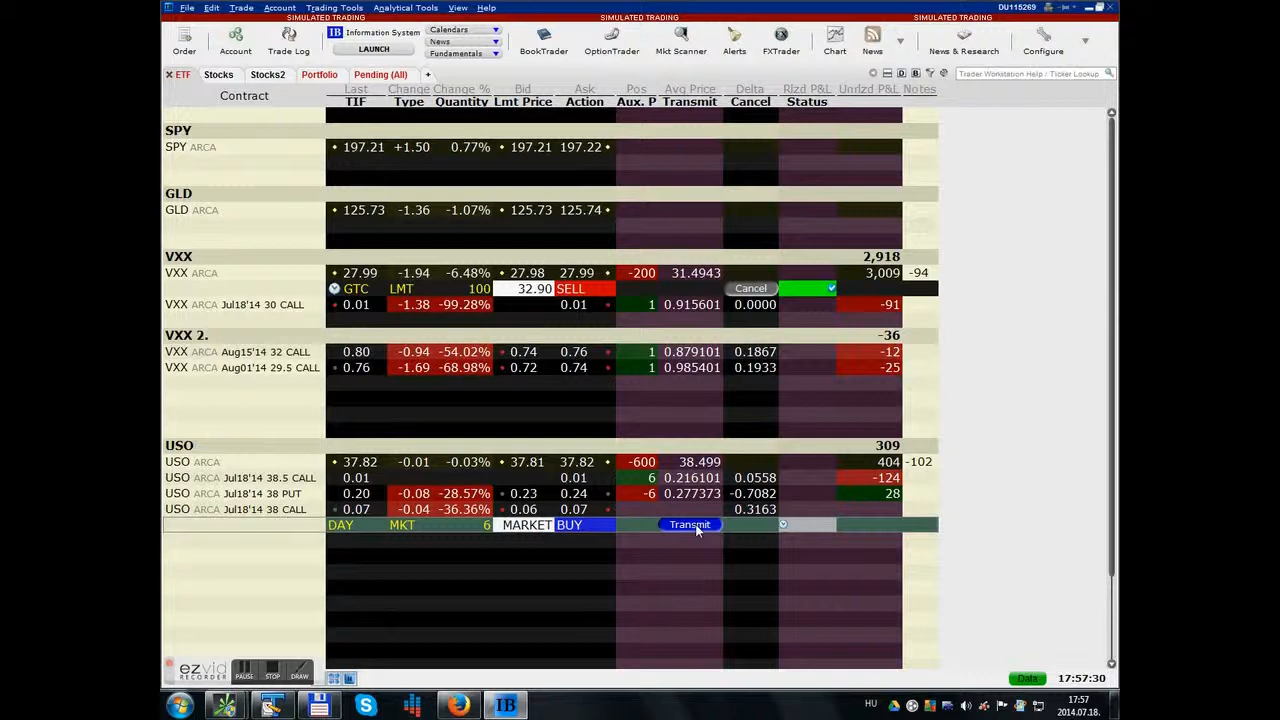 File Edit Trade Account Trading Tools Analytical Tools View Help DU115269
SIMULATED TRADING SIMULATED TRADING SIMULATED TRADING
Order Account Trade Log IB Information System LAUNCH Calendars News Fundamentals BookTrader OptionTrader Mkt Scanner Alerts FXTrader Chart News News & Research Configure
ETF Stocks Stocks2 Portfolio Pending (All) + D B Trader Workstation Help / Ticker Lookup
Contract Last Change Change % Bid Ask Pos Avg Price Delta Rlzd P&L Unrlzd P&L Notes
TIF Type Quantity Lmt Price Action Aux. P Transmit Cancel Status
SPY
SPY ARCA 197.21 +1.50 0.77% 197.21 197.22
GLD
GLD ARCA 125.73 -1.36 -1.07% 125.73 125.74
VXX 2,918
VXX ARCA 27.99 -1.94 -6.48% 27.98 27.99 -200 31.4943 3,009 -94
GTC LMT 100 32.90 SELL Cancel
VXX ARCA Jul18'14 30 CALL 0.01 -1.38 -99.28% 0.01 1 0.915601 0.0000 -91
VXX 2. -36
VXX ARCA Aug15'14 32 CALL 0.80 -0.94 -54.02% 0.74 0.76 1 0.879101 0.1867 -12
VXX ARCA Aug01'14 29.5 CALL 0.76 -1.69 -68.98% 0.72 0.74 1 0.985401 0.1933 -25
USO 309
USO ARCA 37.82 -0.01 -0.03% 37.81 37.82 -600 38.499 404 -102
USO ARCA Jul18'14 38.5 CALL 0.01 0.01 6 0.216101 0.0558 -124
USO ARCA Jul18'14 38 PUT 0.20 -0.08 -28.57% 0.23 0.24 -6 0.277373 -0.7082 28
USO ARCA Jul18'14 38 CALL 0.07 -0.04 -36.36% 0.06 0.07 0.3163
DAY MKT 6 MARKET BUY Transmit
ezvid RECORDER PAUSE STOP DRAW Data 17:57:30
IB HU 17:57
2014.07.18.